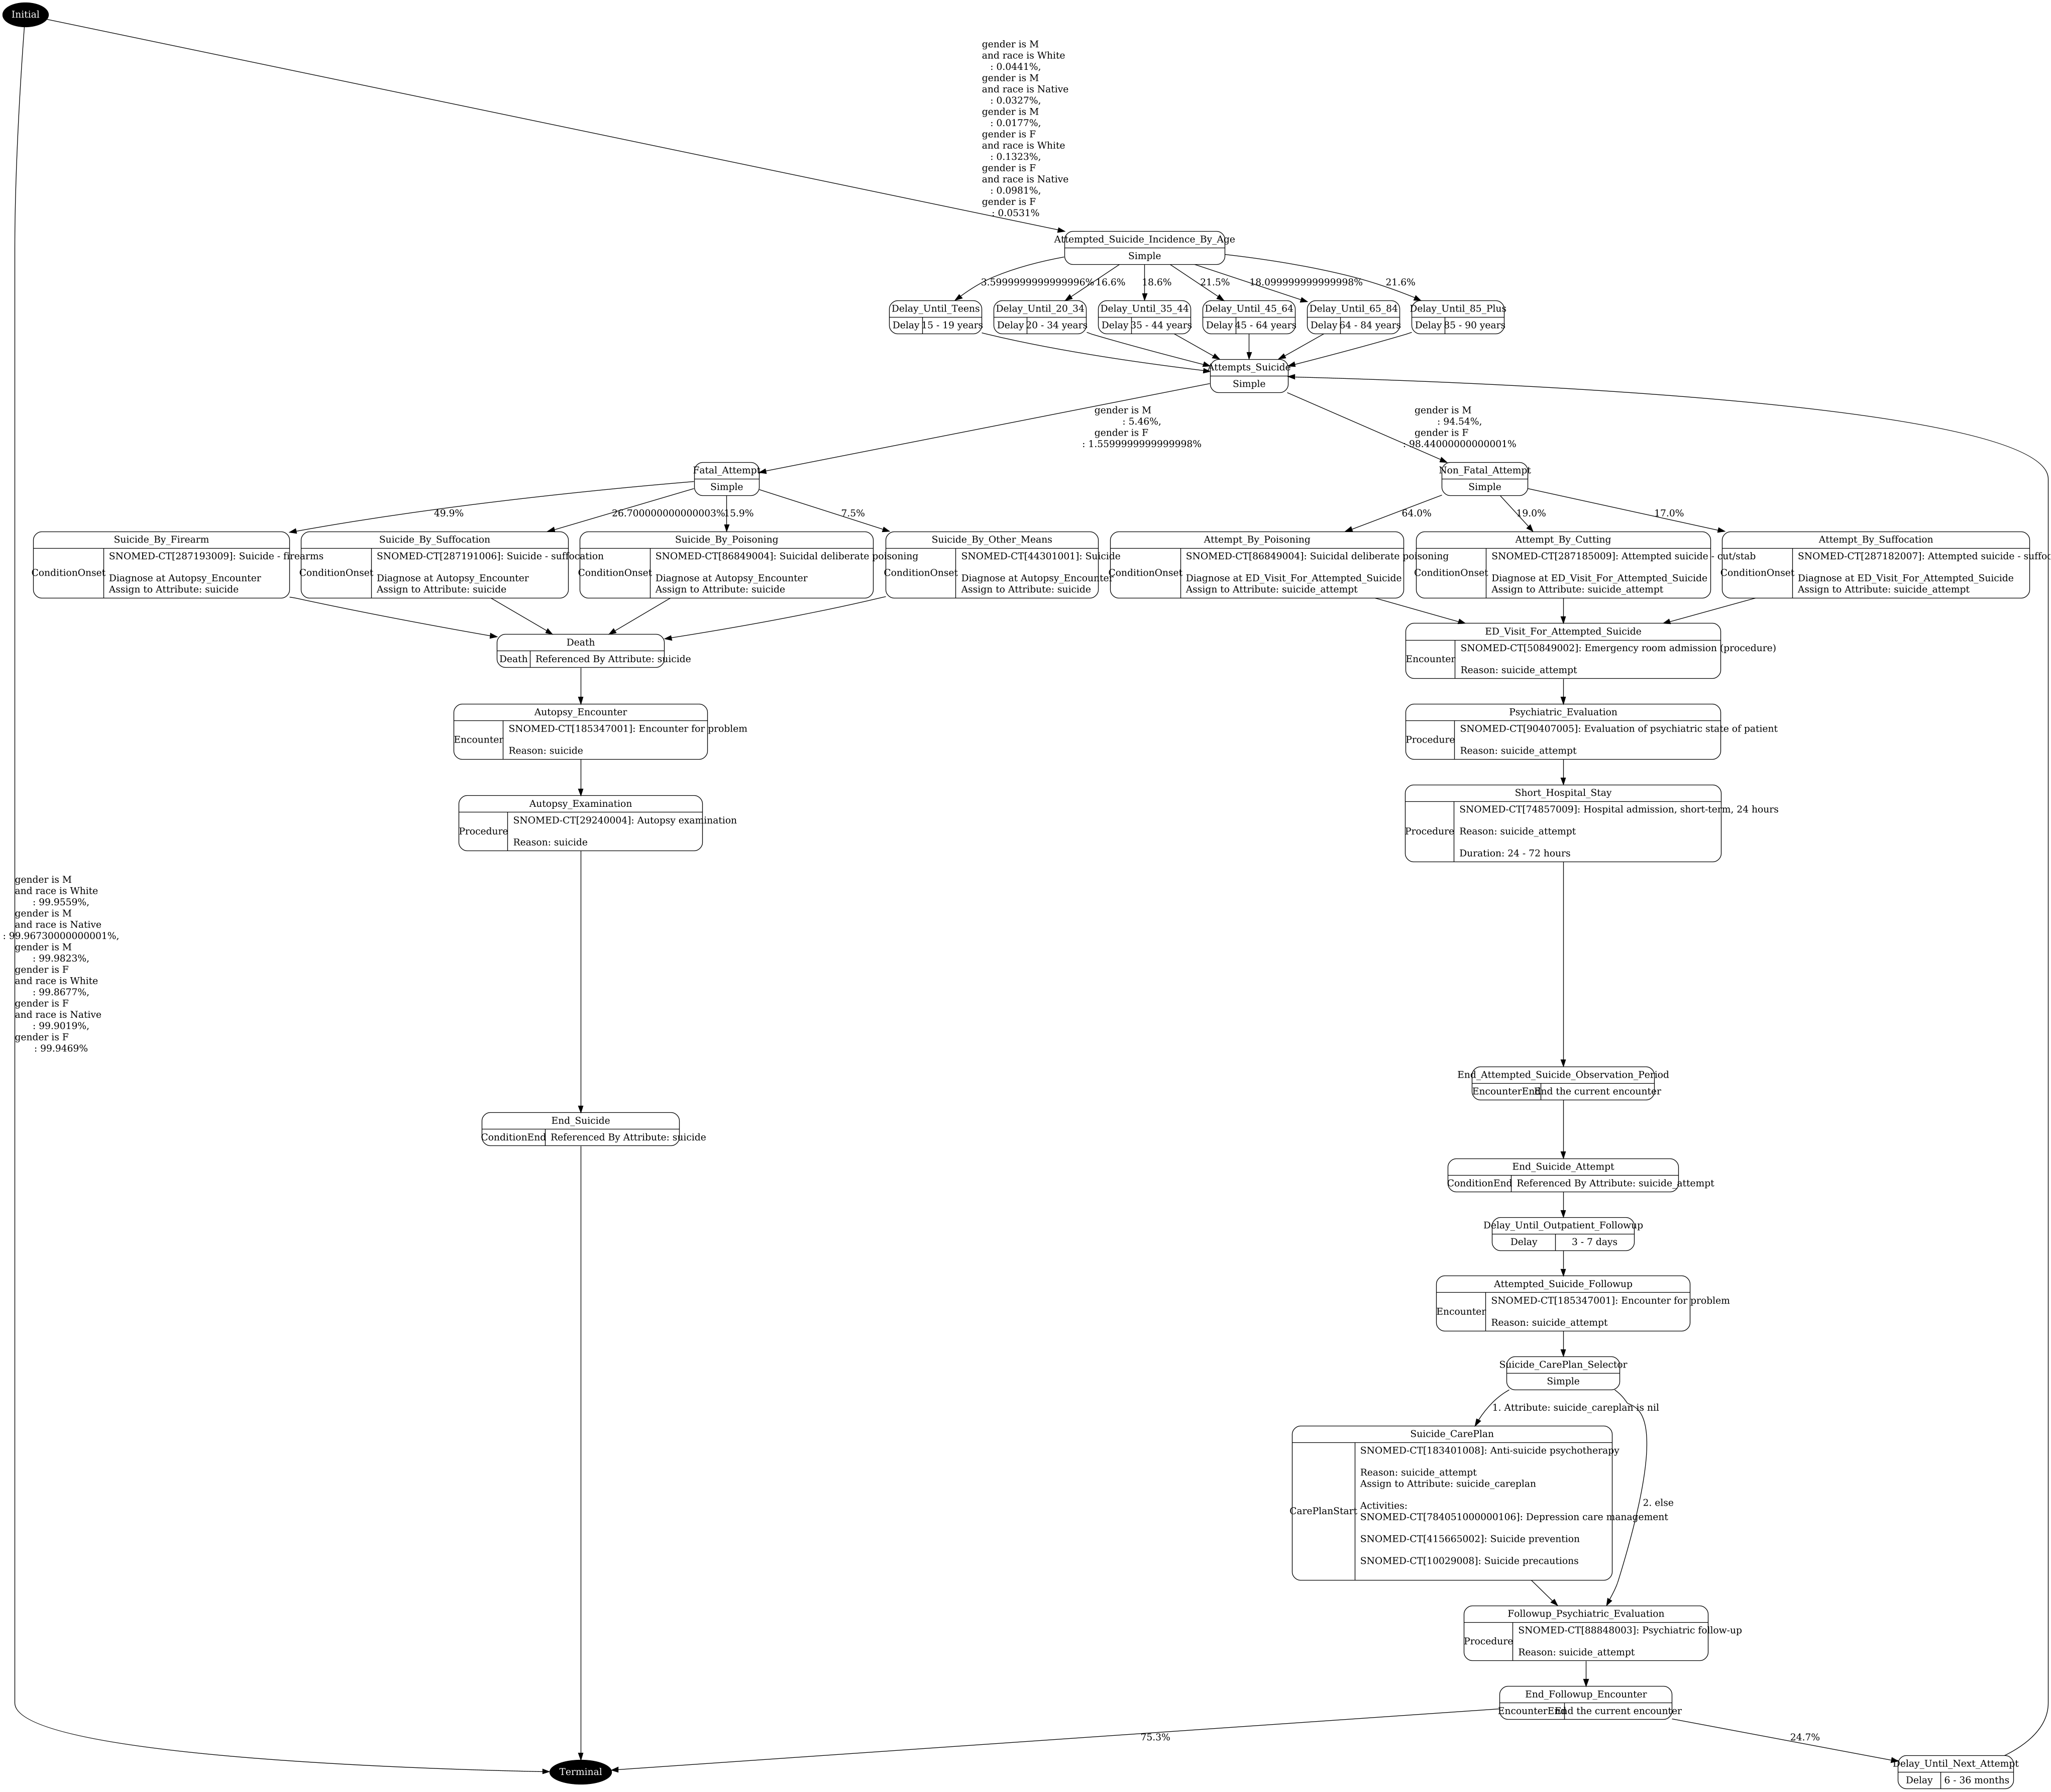 Initial
gender is M
and race is White
: 0.0441%,
gender is M
and race is Native
: 0.0327%,
gender is M
: 0.0177%,
gender is F
and race is White
: 0.1323%,
gender is F
and race is Native
: 0.0981%,
gender is F
: 0.0531%
Attempted_Suicide_Incidence_By_Age
Simple
3.5999999999999996%
16.6%
18.6%
21.5%
18.099999999999998%
21.6%
Delay_Until_Teens
Delay
15 - 19 years
Delay_Until_20_34
Delay
20 - 34 years
Delay_Until_35_44
Delay
35 - 44 years
Delay_Until_45_64
Delay
45 - 64 years
Delay_Until_65_84
Delay
64 - 84 years
Delay_Until_85_Plus
Delay
85 - 90 years
Attempts_Suicide
Simple
gender is M
: 5.46%,
gender is F
: 1.5599999999999998%
gender is M
: 94.54%,
gender is F
: 98.44000000000001%
Fatal_Attempt
Simple
Non_Fatal_Attempt
Simple
49.9%
26.700000000000003%
15.9%
7.5%
64.0%
19.0%
17.0%
Suicide_By_Firearm
ConditionOnset
SNOMED-CT[287193009]: Suicide - firearms
Diagnose at Autopsy_Encounter
Assign to Attribute: suicide
Suicide_By_Suffocation
ConditionOnset
SNOMED-CT[287191006]: Suicide - suffocation
Diagnose at Autopsy_Encounter
Assign to Attribute: suicide
Suicide_By_Poisoning
ConditionOnset
SNOMED-CT[86849004]: Suicidal deliberate poisoning
Diagnose at Autopsy_Encounter
Assign to Attribute: suicide
Suicide_By_Other_Means
ConditionOnset
SNOMED-CT[44301001]: Suicide
Diagnose at Autopsy_Encounter
Assign to Attribute: suicide
Attempt_By_Poisoning
ConditionOnset
SNOMED-CT[86849004]: Suicidal deliberate poisoning
Diagnose at ED_Visit_For_Attempted_Suicide
Assign to Attribute: suicide_attempt
Attempt_By_Cutting
ConditionOnset
SNOMED-CT[287185009]: Attempted suicide - cut/stab
Diagnose at ED_Visit_For_Attempted_Suicide
Assign to Attribute: suicide_attempt
Attempt_By_Suffocation
ConditionOnset
SNOMED-CT[287182007]: Attempted suicide - suffoc
Diagnose at ED_Visit_For_Attempted_Suicide
Assign to Attribute: suicide_attempt
Death
Death
Referenced By Attribute: suicide
ED_Visit_For_Attempted_Suicide
Encounter
SNOMED-CT[50849002]: Emergency room admission (procedure)
Reason: suicide_attempt
Autopsy_Encounter
Encounter
SNOMED-CT[185347001]: Encounter for problem
Reason: suicide
Psychiatric_Evaluation
Procedure
SNOMED-CT[90407005]: Evaluation of psychiatric state of patient
Reason: suicide_attempt
Autopsy_Examination
Procedure
SNOMED-CT[29240004]: Autopsy examination
Reason: suicide
Short_Hospital_Stay
Procedure
SNOMED-CT[74857009]: Hospital admission, short-term, 24 hours
Reason: suicide_attempt
Duration: 24 - 72 hours
gender is M
and race is White
: 99.9559%,
gender is M
and race is Native
: 99.96730000000001%,
gender is M
: 99.9823%,
gender is F
and race is White
: 99.8677%,
gender is F
and race is Native
: 99.9019%,
gender is F
: 99.9469%
End_Attempted_Suicide_Observation_Period
EncounterEnd
End the current encounter
End_Suicide
ConditionEnd
Referenced By Attribute: suicide
End_Suicide_Attempt
ConditionEnd
Referenced By Attribute: suicide_attempt
Delay_Until_Outpatient_Followup
Delay
3 - 7 days
Attempted_Suicide_Followup
Encounter
SNOMED-CT[185347001]: Encounter for problem
Reason: suicide_attempt
Suicide_CarePlan_Selector
Simple
1. Attribute: suicide_careplan is nil
2. else
Suicide_CarePlan
CarePlanStart
SNOMED-CT[183401008]: Anti-suicide psychotherapy
Reason: suicide_attempt
Assign to Attribute: suicide_careplan
Activities:
SNOMED-CT[784051000000106]: Depression care management
SNOMED-CT[415665002]: Suicide prevention
SNOMED-CT[10029008]: Suicide precautions
Followup_Psychiatric_Evaluation
Procedure
SNOMED-CT[88848003]: Psychiatric follow-up
Reason: suicide_attempt
End_Followup_Encounter
EncounterEnd
End the current encounter
75.3%
24.7%
Terminal
Delay_Until_Next_Attempt
Delay
6 - 36 months